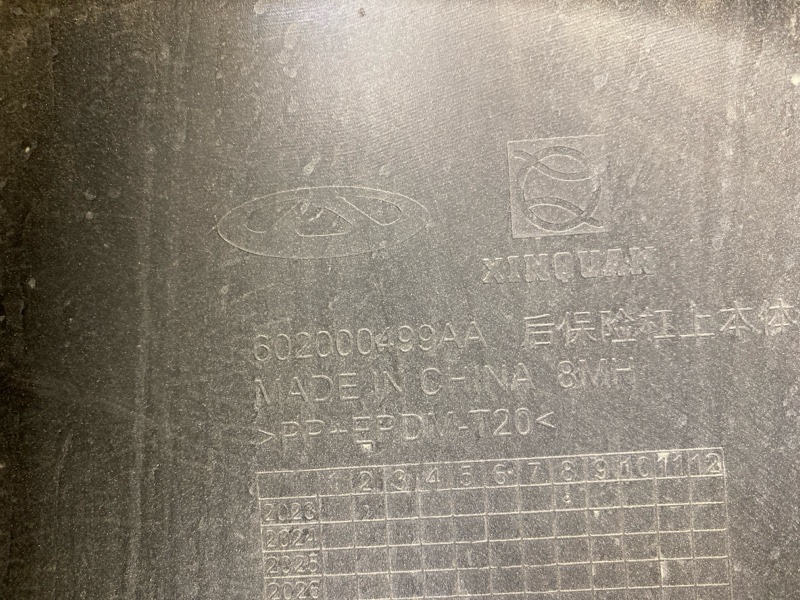 XINQUAN
602000499AA 后保险杠上本体
MADE IN CHINA 8MH
>PP+EPDM-T20<
1 2 3 4 5 6 7 8 9 10 11 12
2023
2024
2025
2026